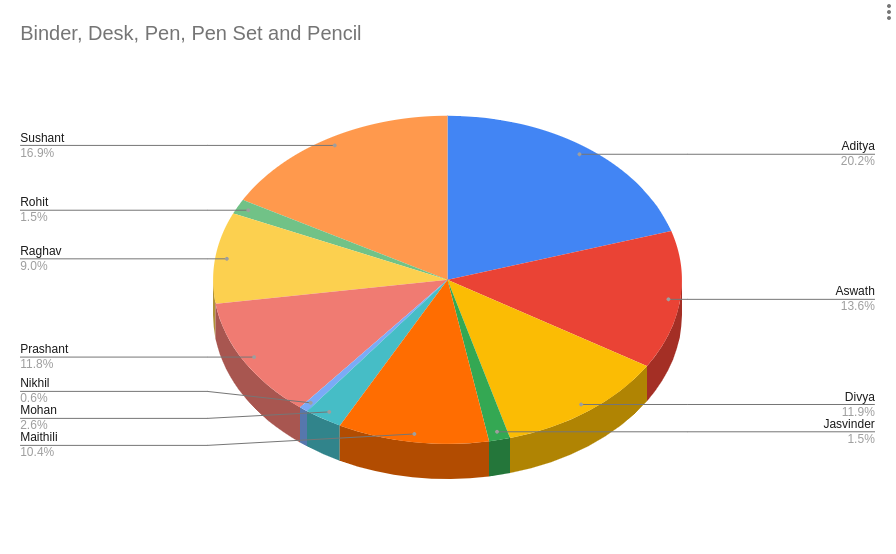 Binder, Desk, Pen, Pen Set and Pencil
Sushant
16.9%
Rohit
1.5%
Raghav
9.0%
Prashant
11.8%
Nikhil
0.6%
Mohan
2.6%
Maithili
10.4%
Aditya
20.2%
Aswath
13.6%
Divya
11.9%
Jasvinder
1.5%